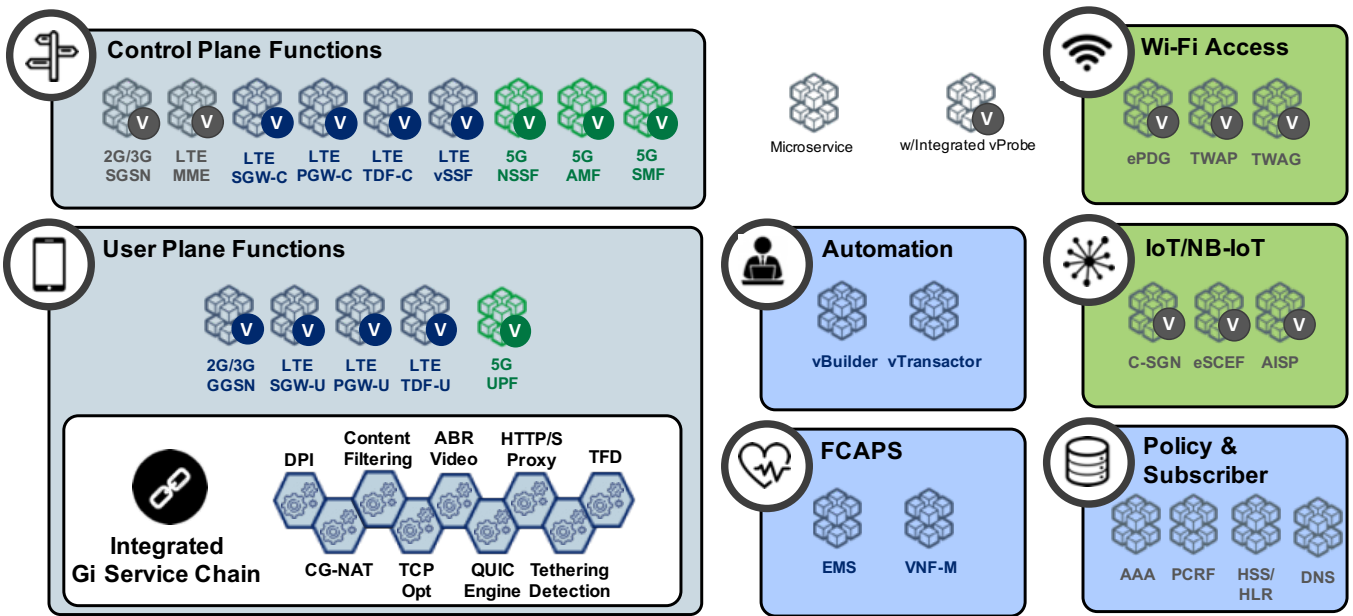 Control Plane Functions
V V V V V V V V V
2G/3G
SGSN
LTE
MME
LTE
SGW-C
LTE
PGW-C
LTE
TDF-C
LTE
vSSF
5G
NSSF
5G
AMF
5G
SMF
V
Microservice
w/Integrated vProbe
Wi-Fi Access
V V V
ePDG TWAP TWAG
User Plane Functions
V V V V V
2G/3G
GGSN
LTE
SGW-U
LTE
PGW-U
LTE
TDF-U
5G
UPF
Integrated
Gi Service Chain
DPI
Content
Filtering
ABR
Video
HTTP/S
Proxy
TFD
CG-NAT
TCP
Opt
QUIC
Engine
Tethering
Detection
Automation
vBuilder vTransactor
IoT/NB-IoT
V V V
C-SGN eSCEF AISP
FCAPS
EMS VNF-M
Policy &
Subscriber
AAA
PCRF
HSS/
HLR
DNS